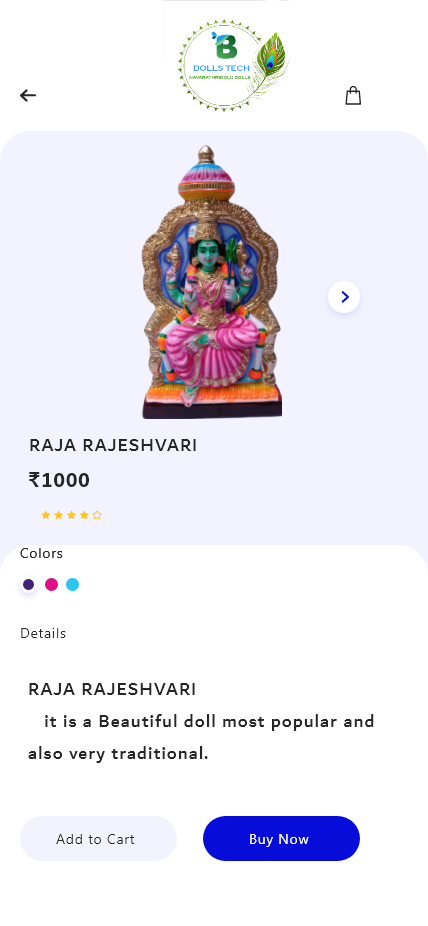 B
DOLLS TECH
NAVARATHIRIGOLU DOLLS
RAJA RAJESHVARI
₹1000
Colors
Details
RAJA RAJESHVARI
it is a Beautiful doll most popular and
also very traditional.
Add to Cart
Buy Now